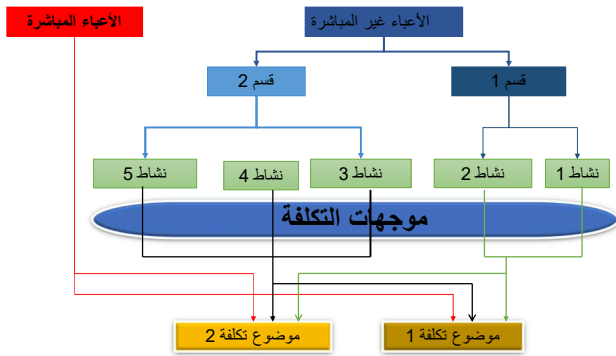 الأعباء غير المباشرة
الأعباء المباشرة
قسم 1
قسم 2
نشاط 1
نشاط 2
نشاط 3
نشاط 4
نشاط 5
موجهات التكلفة
موضوع تكلفة 1
موضوع تكلفة 2